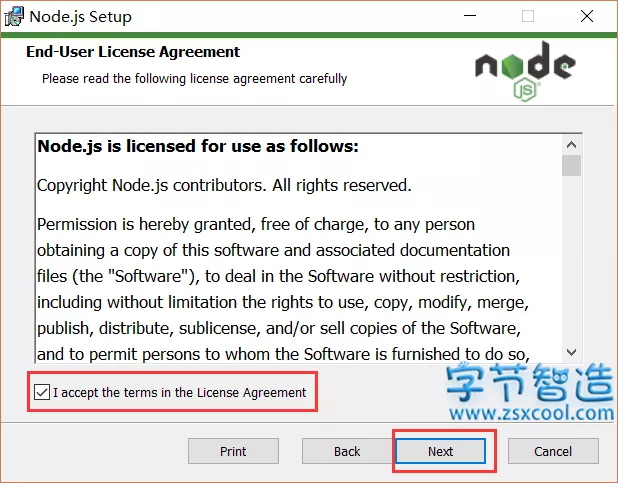 Node.js Setup
End-User License Agreement
Please read the following license agreement carefully
node
JS
Node.js is licensed for use as follows:
Copyright Node.js contributors. All rights reserved.
Permission is hereby granted, free of charge, to any person
obtaining a copy of this software and associated documentation
files (the "Software"), to deal in the Software without restriction,
including without limitation the rights to use, copy, modify, merge,
publish, distribute, sublicense, and/or sell copies of the Software,
and to permit persons to whom the Software is furnished to do so,
I accept the terms in the License Agreement
字节智造
www.zsxcool.com
Print
Back
Next
Cancel